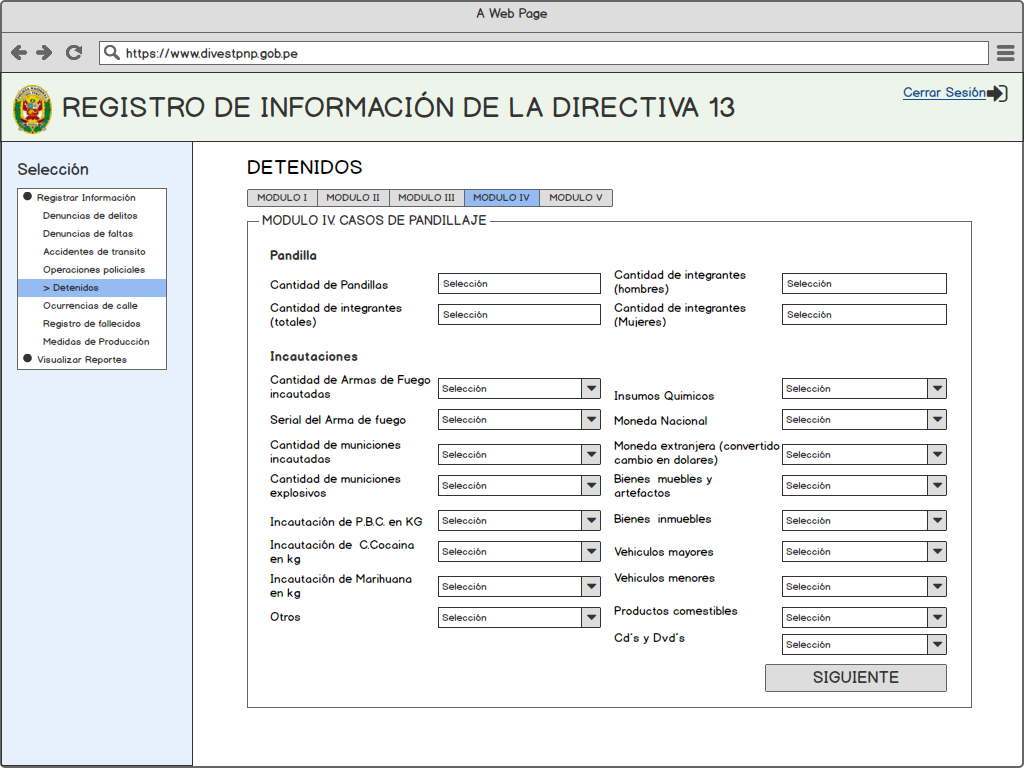 A Web Page
https://www.divestpnp.gob.pe
REGISTRO DE INFORMACIÓN DE LA DIRECTIVA 13
Cerrar Sesión
Selección
Registrar Información
Denuncias de delitos
Denuncias de faltas
Accidentes de transito
Operaciones policiales
> Detenidos
Ocurrencias de calle
Registro de fallecidos
Medidas de Producción
Visualizar Reportes
DETENIDOS
MODULO I MODULO II MODULO III MODULO IV MODULO V
MODULO IV. CASOS DE PANDILLAJE
Pandilla
Cantidad de Pandillas
Selección
Cantidad de integrantes
(hombres)
Selección
Cantidad de integrantes
(totales)
Selección
Cantidad de integrantes
(Mujeres)
Selección
Incautaciones
Cantidad de Armas de Fuego
incautadas
Selección
Insumos Quimicos
Selección
Serial del Arma de fuego
Selección
Moneda Nacional
Selección
Cantidad de municiones
incautadas
Selección
Moneda extranjera (convertido
cambio en dolares)
Selección
Cantidad de municiones
explosivos
Selección
Bienes muebles y
artefactos
Selección
Incautación de P.B.C. en KG
Selección
Bienes inmuebles
Selección
Incautación de C.Cocaina
en kg
Selección
Vehiculos mayores
Selección
Incautación de Marihuana
en kg
Selección
Vehiculos menores
Selección
Otros
Selección
Productos comestibles
Selección
Cd´s y Dvd´s
Selección
SIGUIENTE